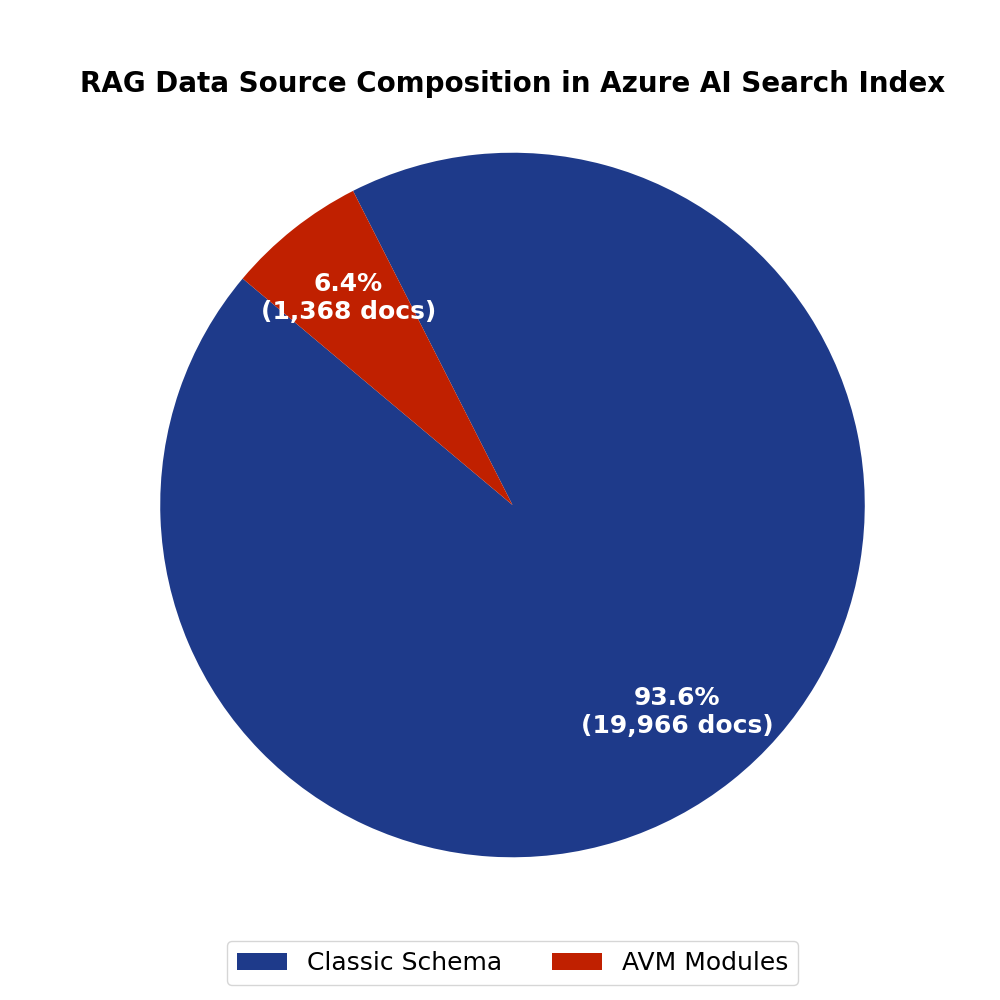 RAG Data Source Composition in Azure AI Search Index
6.4%
(1,368 docs)
93.6%
(19,966 docs)
Classic Schema
AVM Modules